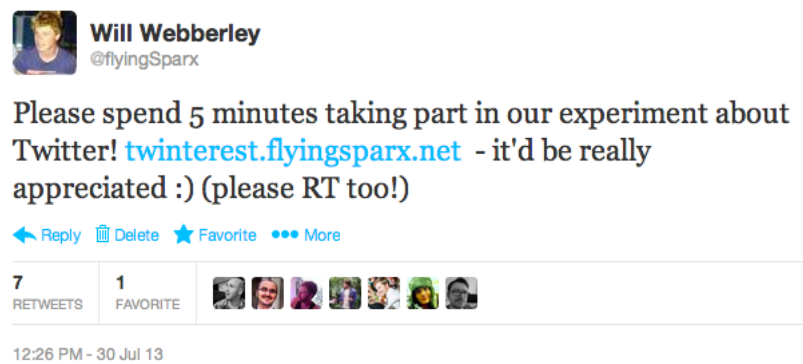 Will Webberley
@flyingSparx
Please spend 5 minutes taking part in our experiment about
Twitter! twinterest.flyingsparx.net - it'd be really
appreciated :) (please RT too!)
Reply Delete Favorite More
7 1
RETWEETS FAVORITE
12:26 PM - 30 Jul 13